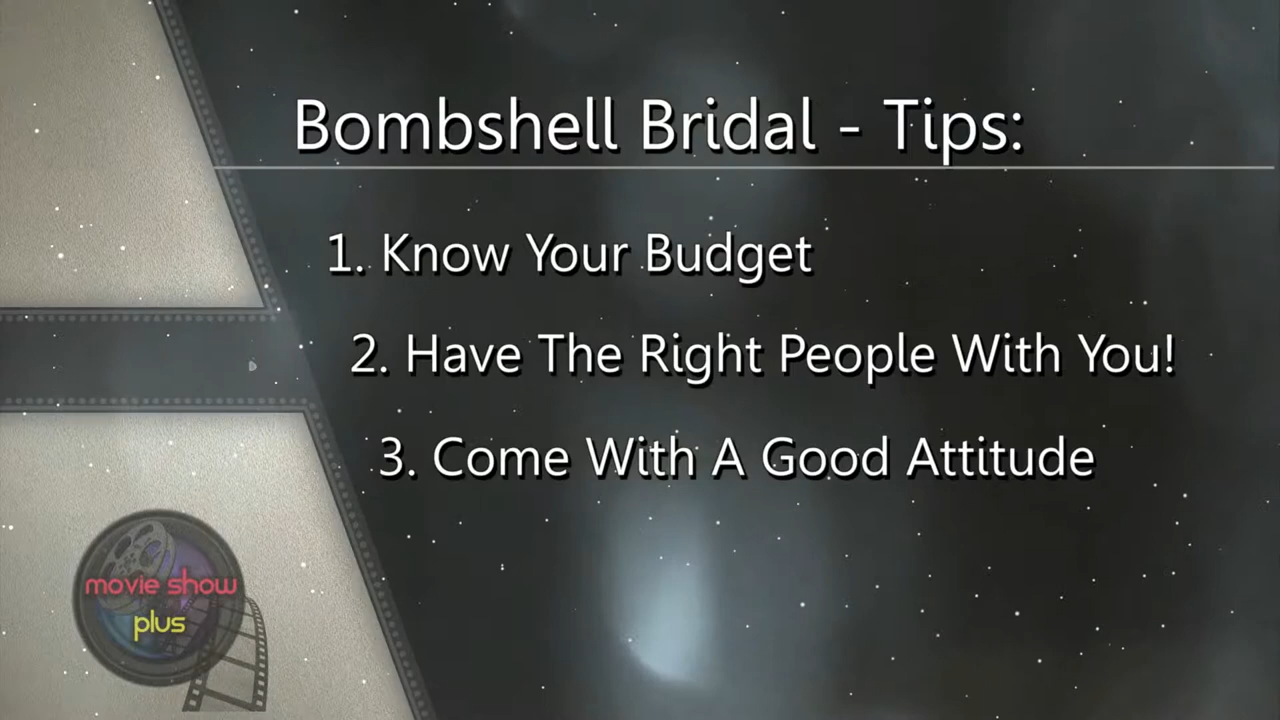 Bombshell Bridal - Tips:
1. Know Your Budget
2. Have The Right People With You!
3. Come With A Good Attitude
movie show
plus